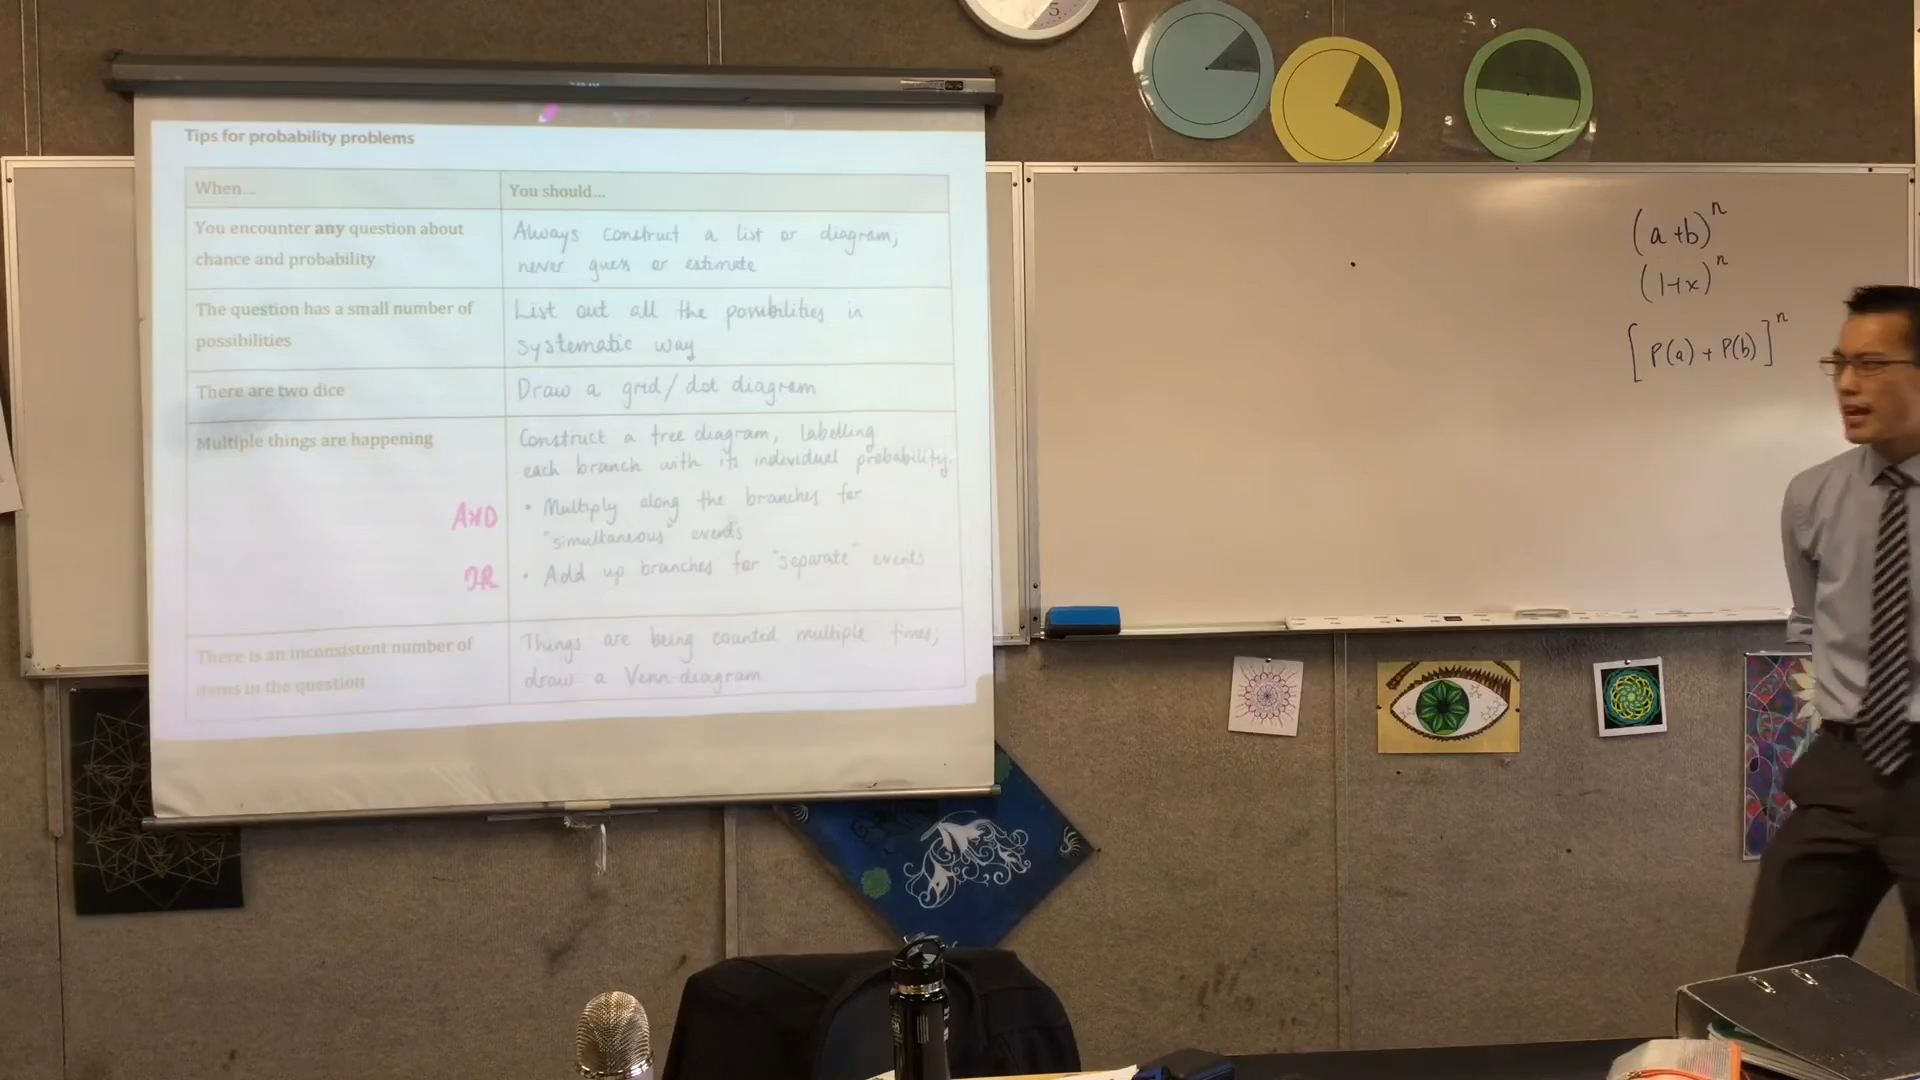 5
Tips for probability problems
When...
You should...
You encounter any question about
chance and probability
Always construct a list or diagram;
never guess or estimate
The question has a small number of
possibilities
List out all the possibilities in
systematic way
There are two dice
Draw a grid/dot diagram
Multiple things are happening
Construct a tree diagram, labelling
each branch with its individual probability.
AND
• Multiply along the branches for
"simultaneous" events
OR
• Add up branches for "separate" events
There is an inconsistent number of
items in the question
Things are being counted multiple times;
draw a Venn diagram
(a+b)ⁿ
(1+x)ⁿ
[P(a) + P(b)]ⁿ